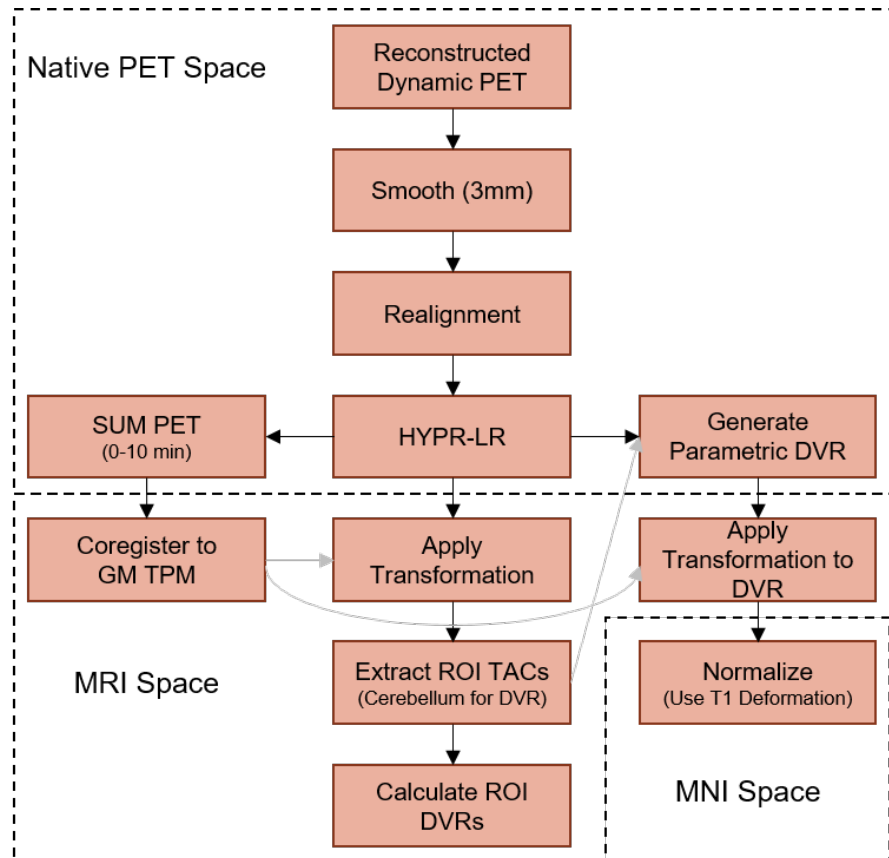 Native PET Space
Reconstructed
Dynamic PET
Smooth (3mm)
Realignment
SUM PET
(0-10 min)
HYPR-LR
Generate
Parametric DVR
Coregister to
GM TPM
Apply
Transformation
Apply
Transformation to
DVR
MRI Space
Extract ROI TACs
(Cerebellum for DVR)
Normalize
(Use T1 Deformation)
Calculate ROI
DVRs
MNI Space